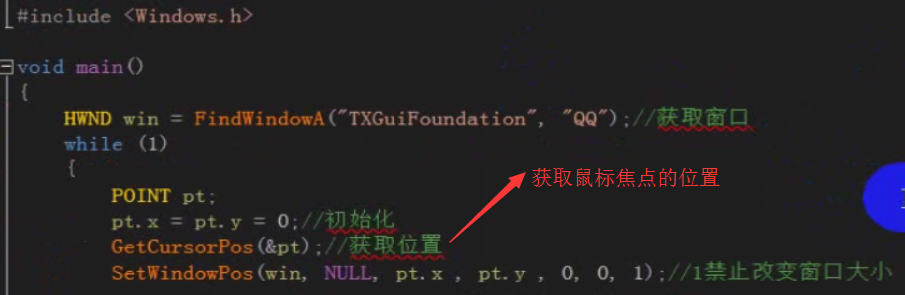 #include <Windows.h>
void main()
{
HWND win = FindWindowA("TXGuiFoundation", "QQ");//获取窗口
while (1)
{
获取鼠标焦点的位置
POINT pt;
pt.x = pt.y = 0;//初始化
GetCursorPos(&pt);//获取位置
SetWindowPos(win, NULL, pt.x , pt.y , 0, 0, 1);//1禁止改变窗口大小